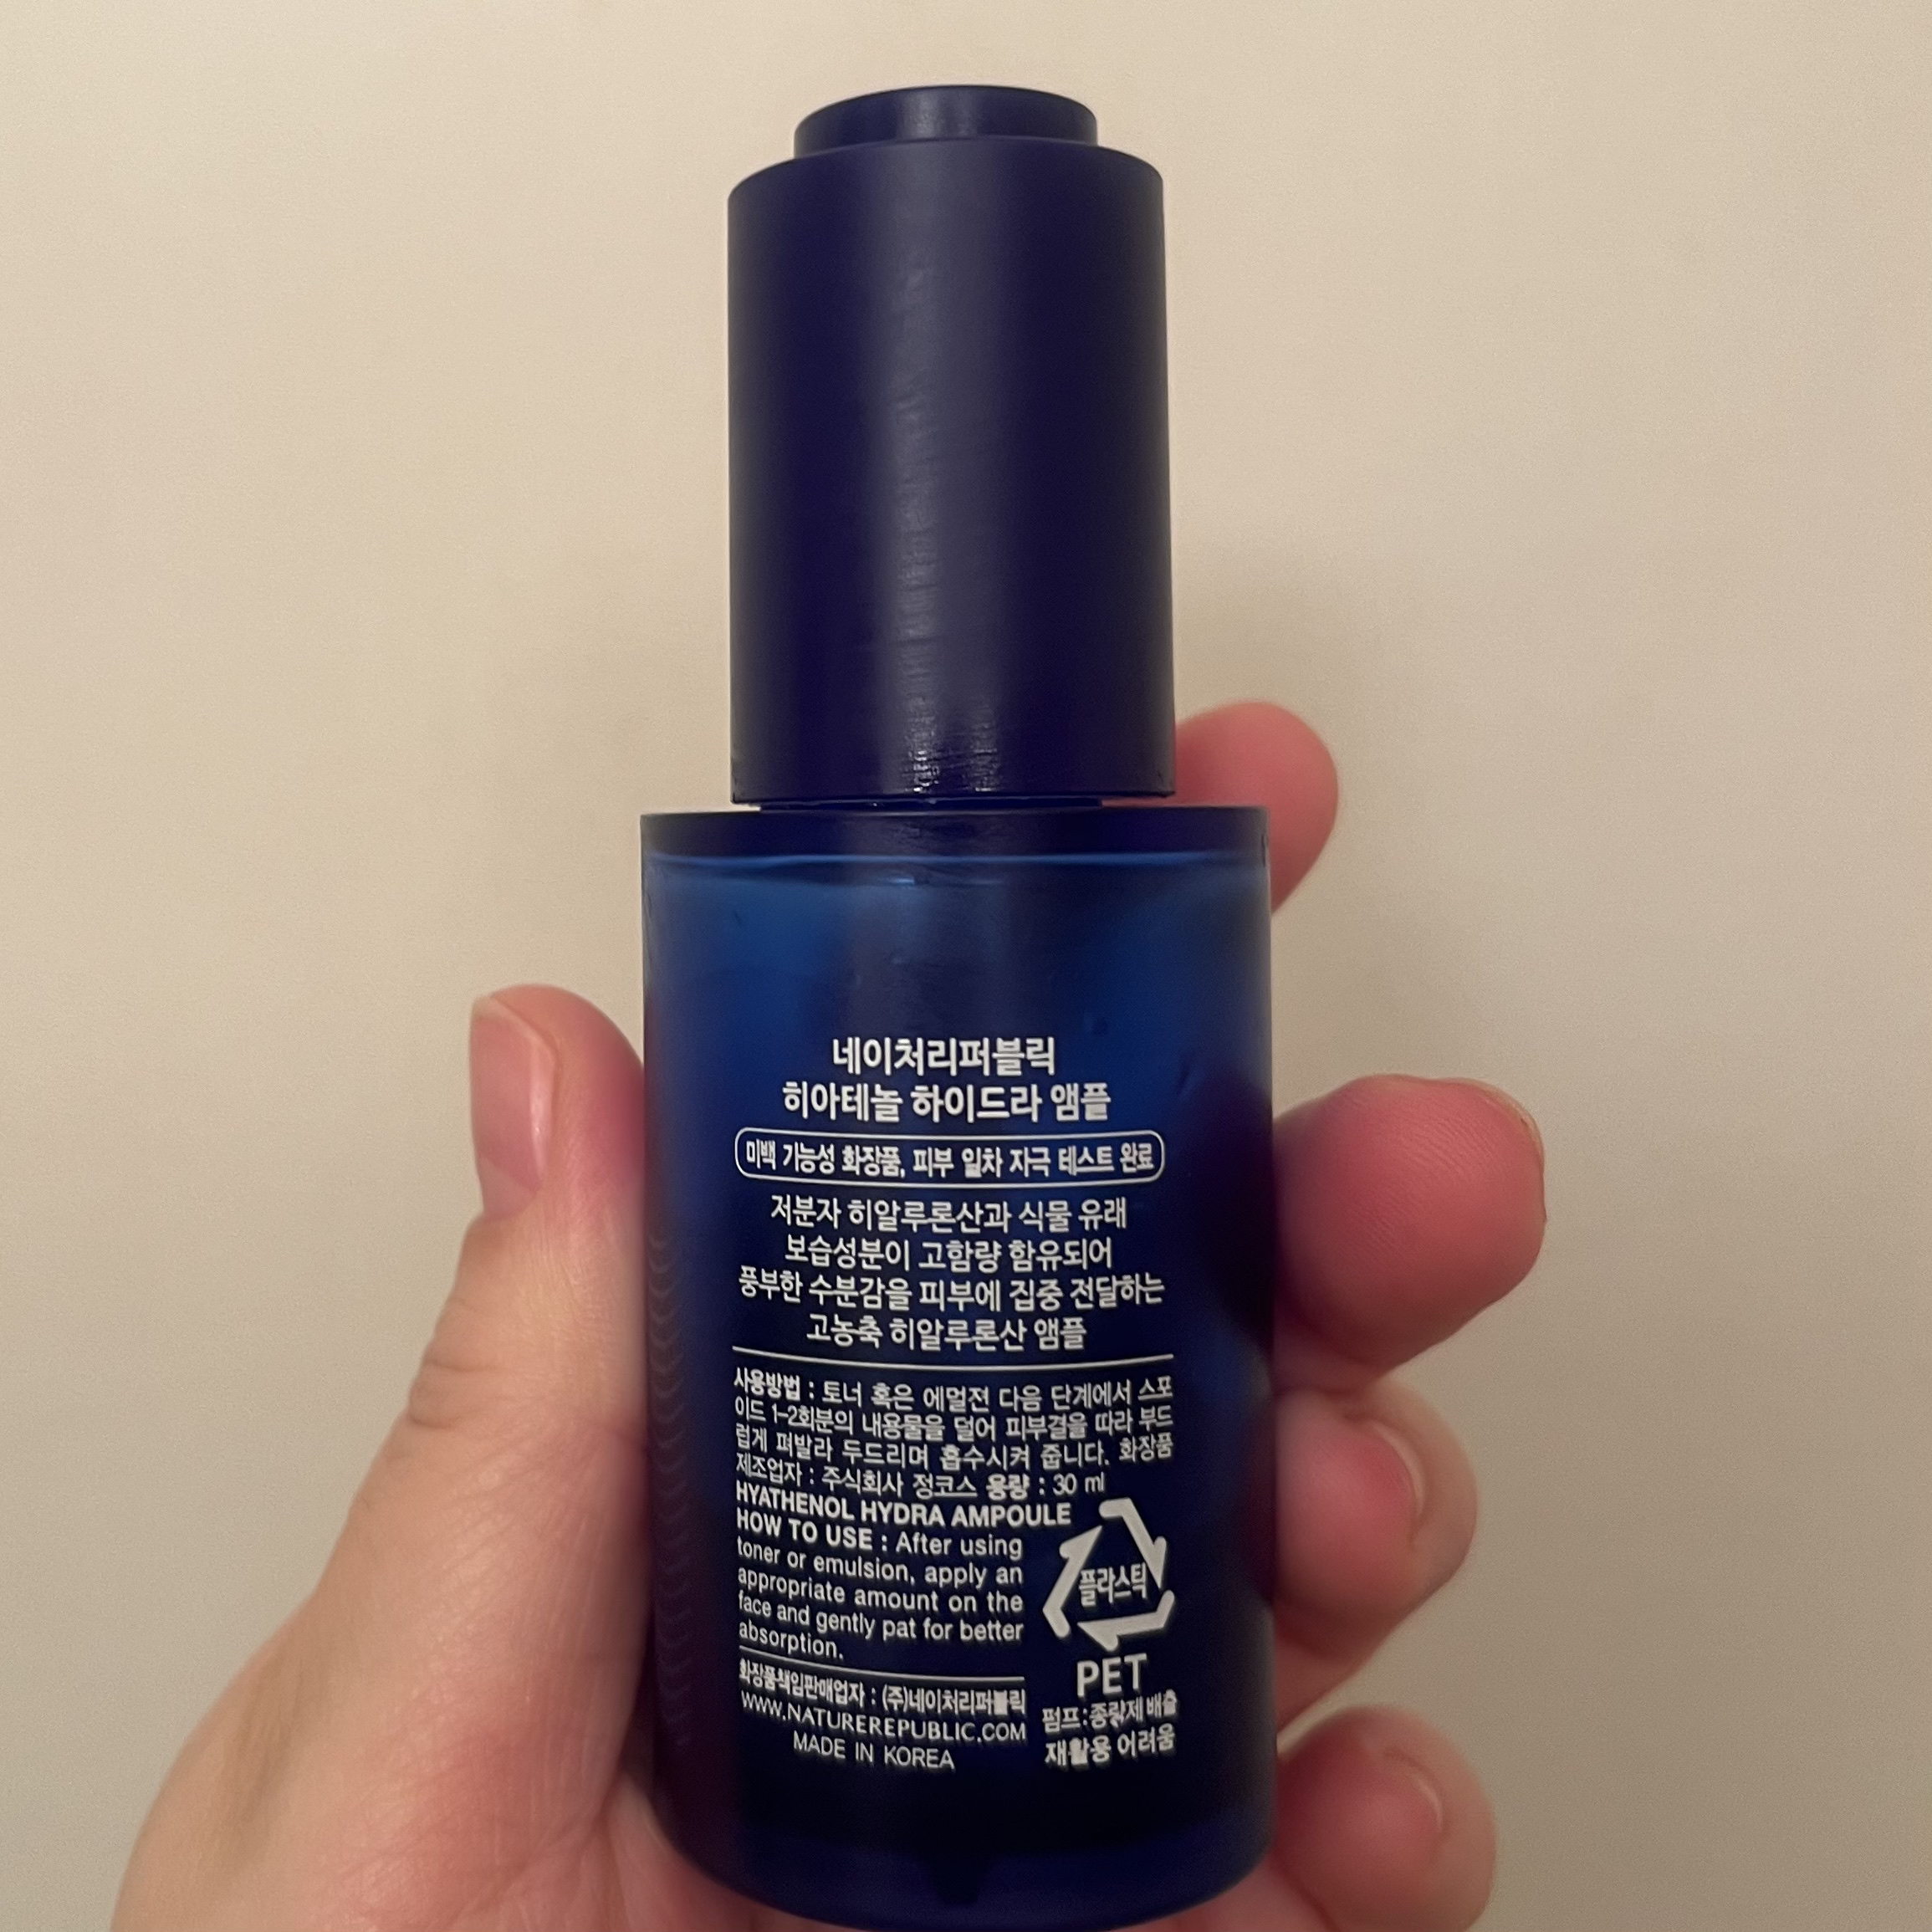 네이처리퍼블릭
히아테놀 하이드라 앰플
미백 기능성 화장품, 피부 일차 자극 테스트 완료
저분자 히알루론산과 식물 유래
보습성분이 고함량 함유되어
풍부한 수분감을 피부에 집중 전달하는
고농축 히알루론산 앰플
사용방법 : 토너 혹은 에멀젼 다음 단계에서 스포
이드 1-2회분의 내용물을 덜어 피부결을 따라 부드
럽게 펴발라 두드리며 흡수시켜 줍니다. 화장품
제조업자 : 주식회사 정코스 용량 : 30 ml
HYATHENOL HYDRA AMPOULE
HOW TO USE : After using
toner or emulsion, apply an
appropriate amount on the
face and gently pat for better
absorption.
화장품책임판매업자 : (주)네이처리퍼블릭
WWW.NATUREREPUBLIC.COM
MADE IN KOREA
플라스틱
PET
펌프:종량제 배출
재활용 어려움